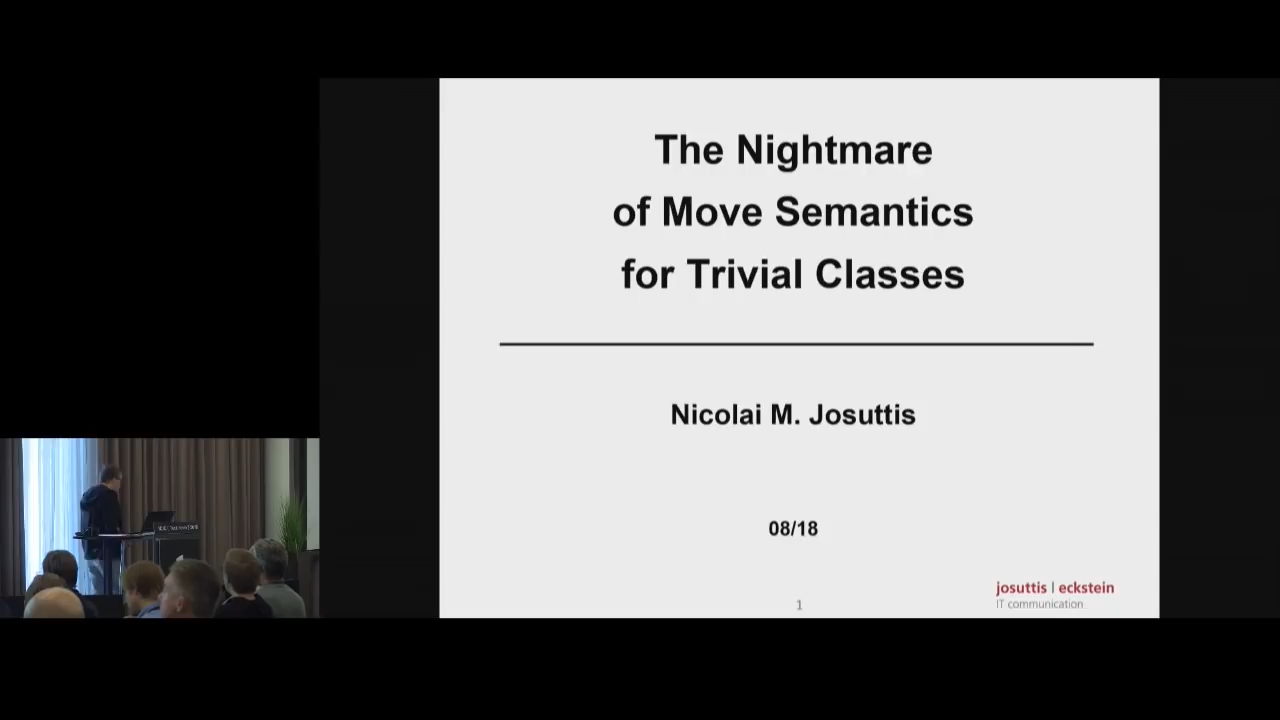 The Nightmare
of Move Semantics
for Trivial Classes
Nicolai M. Josuttis
08/18
josuttis | eckstein
IT communication
1